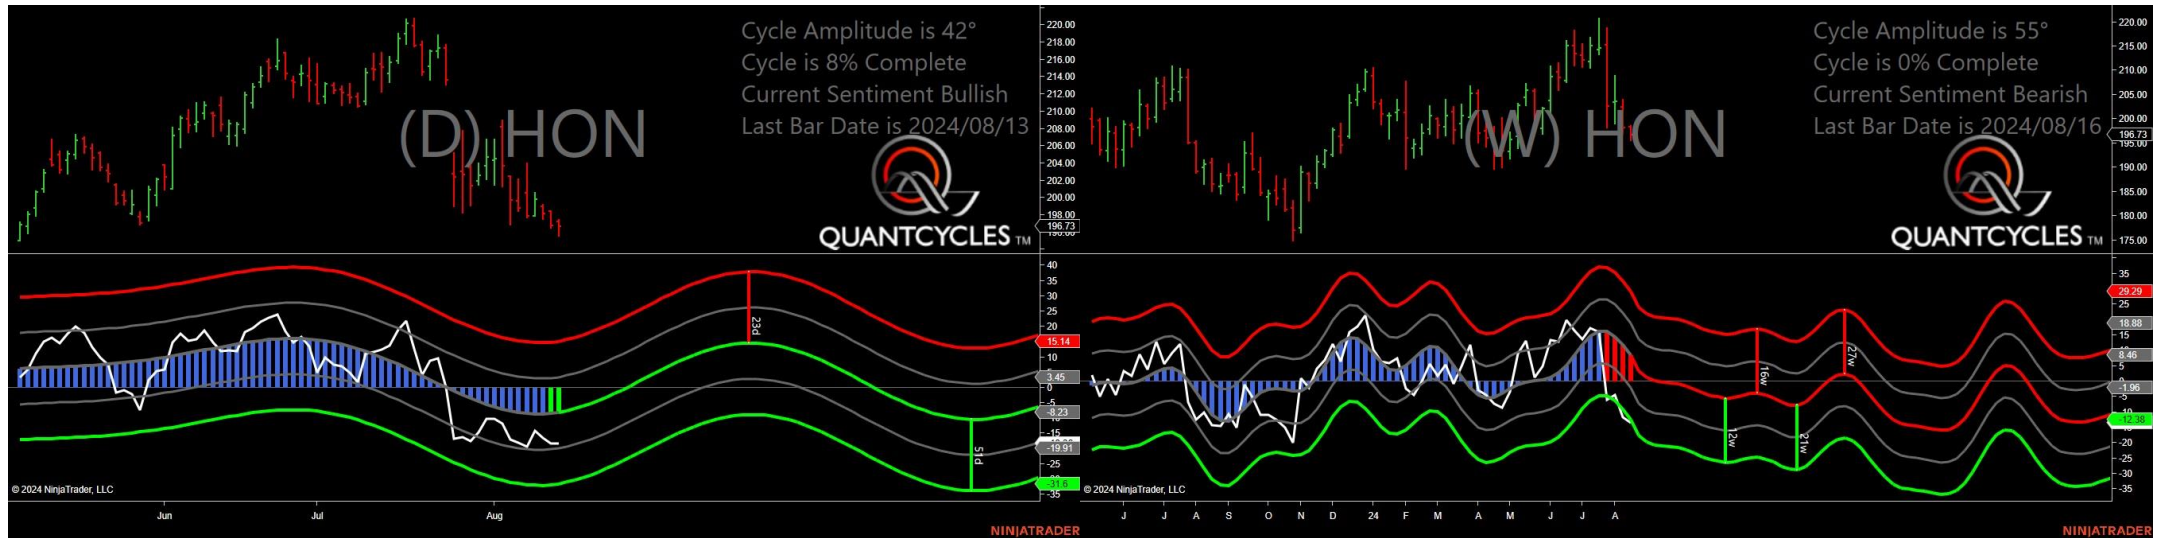 Cycle Amplitude is 42°
Cycle is 8% Complete
Current Sentiment Bullish
Last Bar Date is 2024/08/13
(D) HON
QUANTCYCLES TM
220.00
218.00
216.00
214.00
212.00
210.00
208.00
206.00
204.00
202.00
200.00
198.00
196.73
40
35
30
25
20
15.14
10
3.45
0
-5
-8.23
-10
-15
-19.91
-25
-31.6
-35
23d
51d
© 2024 NinjaTrader, LLC
Jun Jul Aug
NINJATRADER
Cycle Amplitude is 55°
Cycle is 0% Complete
Current Sentiment Bearish
Last Bar Date is 2024/08/16
(W) HON
QUANTCYCLES TM
220.00
215.00
210.00
205.00
200.00
196.73
195.00
190.00
185.00
180.00
175.00
35
29.29
25
18.88
15
8.46
5
0
-1.96
-5
-12.38
-20
-25
-30
-35
12w
16w
21w
27w
© 2024 NinjaTrader, LLC
J J A S O N D 24 F M A M J J A
NINJATRADER